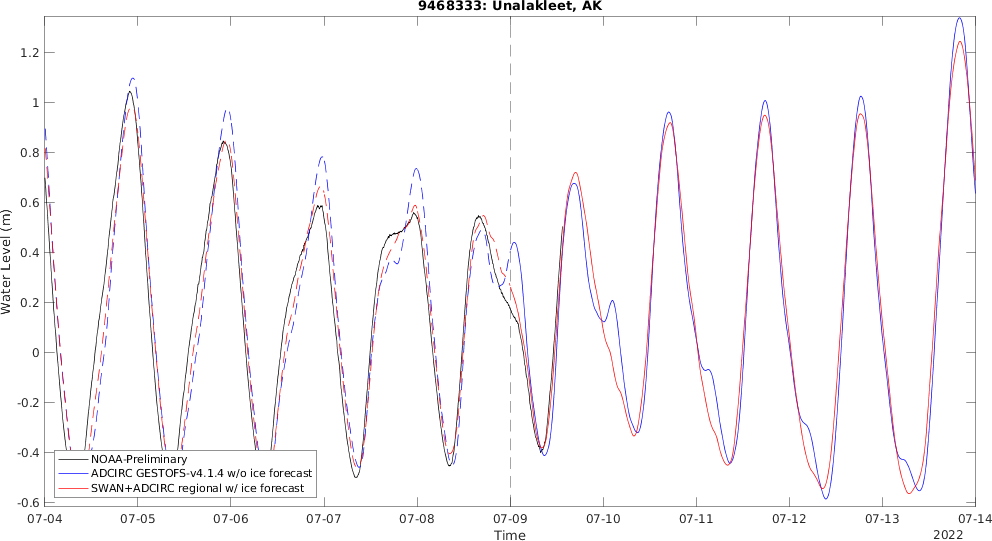 9468333: Unalakleet, AK
Water Level (m)
1.2
1
0.8
0.6
0.4
0.2
0
-0.2
-0.4
-0.6
NOAA-Preliminary
ADCIRC GESTOFS-v4.1.4 w/o ice forecast
SWAN+ADCIRC regional w/ ice forecast
07-04 07-05 07-06 07-07 07-08 07-09 07-10 07-11 07-12 07-13 07-14
Time
2022